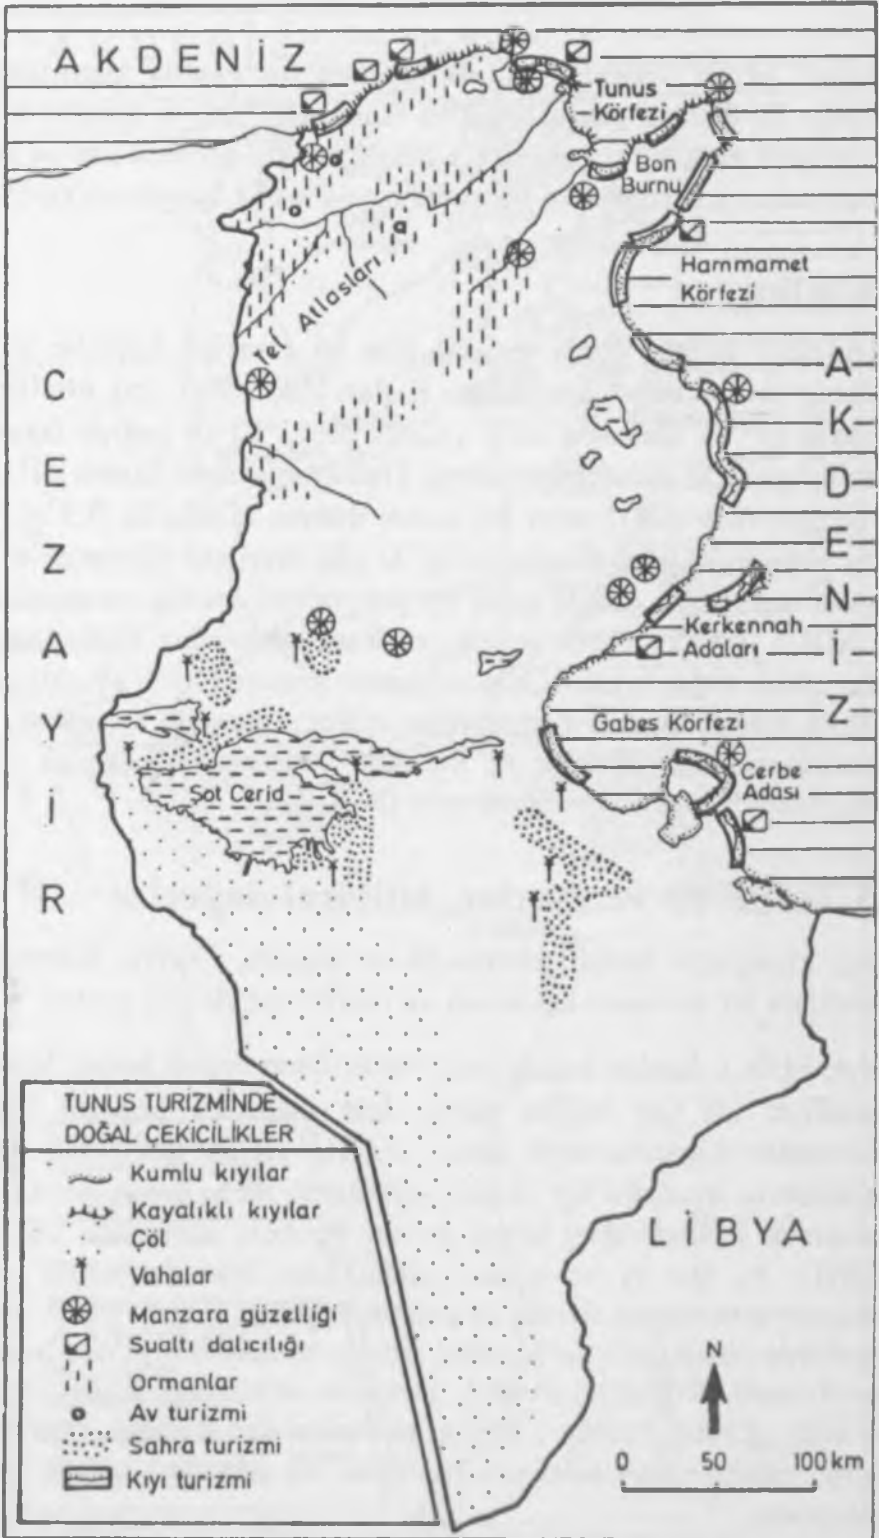 AKDENİZ
Tunus
Körfezi
Bon
Burnu
Hammamet
Körfezi
Tel Atlasları
CEZAYİR
AKDENİZ
Kerkennah
Adaları
Gabes Körfezi
Cerbe
Adası
Şot Cerid
LİBYA
TUNUS TURİZMİNDE
DOĞAL ÇEKİCİLİKLER
Kumlu kıyılar
Kayalıklı kıyılar
Çöl
Vahalar
Manzara güzelliği
Sualtı dalıcılığı
Ormanlar
Av turizmi
Sahra turizmi
Kıyı turizmi
N
0 50 100 km